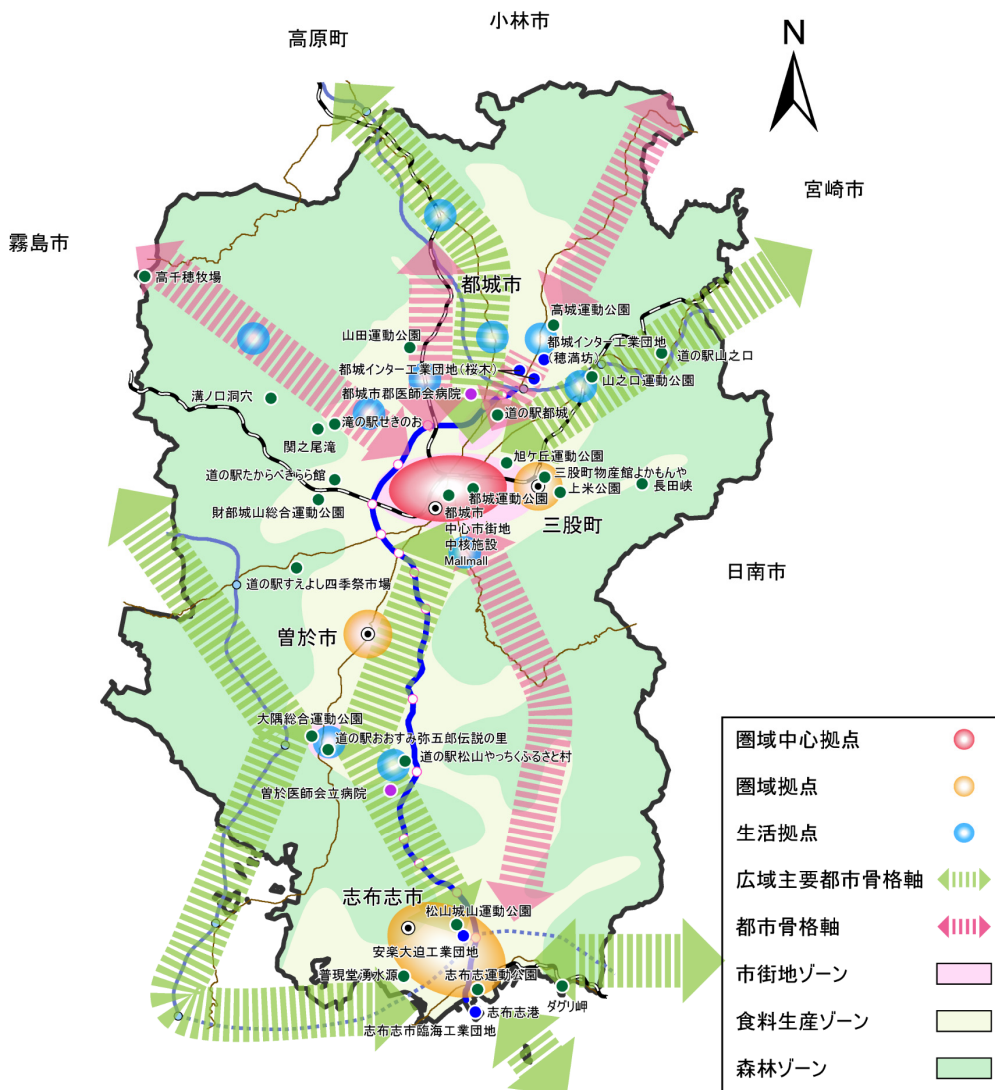 小林市
高原町
N
宮崎市
霧島市
高千穂牧場
都城市
高城運動公園
山田運動公園
都城インター工業団地
(穂満坊)
道の駅山之口
都城インター工業団地(桜木)
山之口運動公園
都城市郡医師会病院
溝ノ口洞穴
道の駅都城
滝の駅せきのお
関之尾滝
旭ケ丘運動公園
道の駅たからべきらら館
三股町物産館よかもんや
都城運動公園
上米公園
長田峡
財部城山総合運動公園
都城市
中心市街地
中核施設
Mallmall
三股町
日南市
道の駅すえよし四季祭市場
曽於市
大隅総合運動公園
道の駅おおすみ弥五郎伝説の里
道の駅松山やっちくふるさと村
曽於医師会立病院
志布志市
松山城山運動公園
安楽大迫工業団地
普現堂湧水源
志布志運動公園
ダグリ岬
志布志港
志布志市臨海工業団地
圏域中心拠点
圏域拠点
生活拠点
広域主要都市骨格軸
都市骨格軸
市街地ゾーン
食料生産ゾーン
森林ゾーン